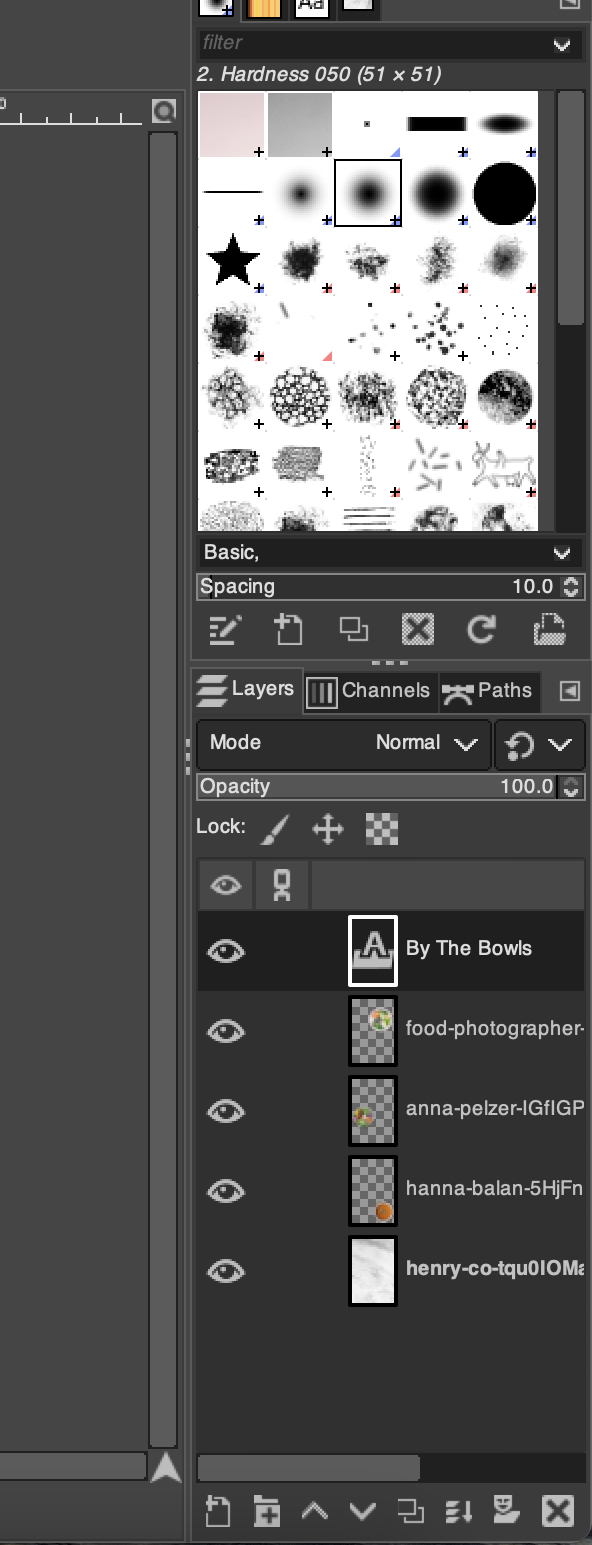 Aa
filter
2. Hardness 050 (51 × 51)
Basic,
Spacing 10.0
Layers Channels Paths
Mode Normal
Opacity 100.0
Lock:
By The Bowls
food-photographer-
anna-pelzer-IGfIGP
hanna-balan-5HjFn
henry-co-tqu0IOMa